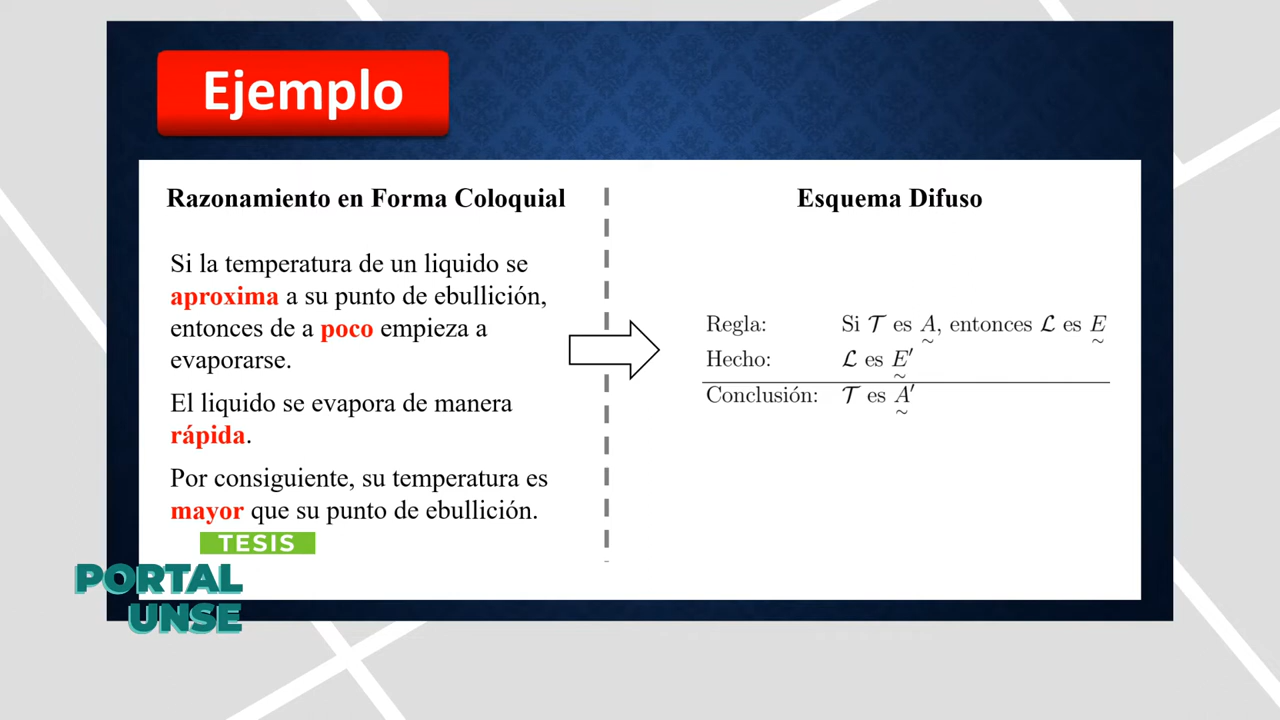 Ejemplo
Razonamiento en Forma Coloquial
Si la temperatura de un liquido se
aproxima a su punto de ebullición,
entonces de a poco empieza a
evaporarse.
El liquido se evapora de manera
rápida.
Por consiguiente, su temperatura es
mayor que su punto de ebullición.
Esquema Difuso
Regla: Si 𝒯 es A̰, entonces ℒ es Ḛ
Hecho: ℒ es Ḛ′
Conclusión: 𝒯 es A̰′
TESIS
PORTAL
UNSE